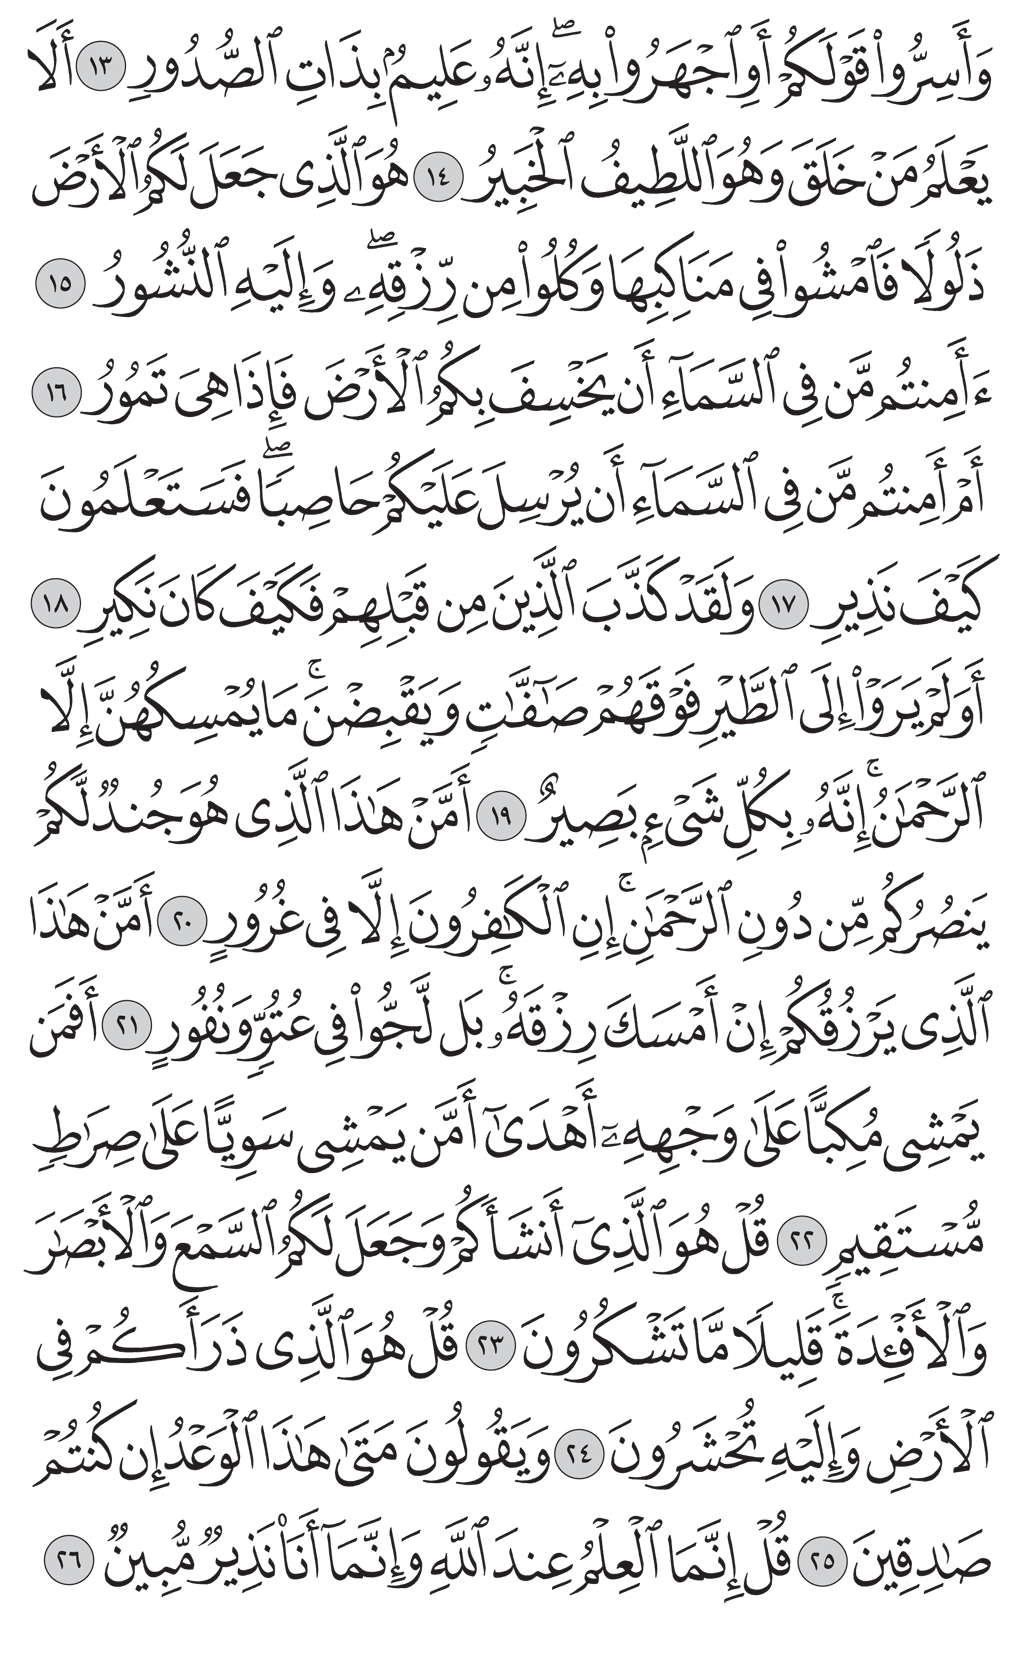 وَأَسِرُّوا۟ قَوْلَكُمْ أَوِ ٱجْهَرُوا۟ بِهِۦٓ ۖ إِنَّهُۥ عَلِيمٌۢ بِذَاتِ ٱلصُّدُورِ ١٣ أَلَا
يَعْلَمُ مَنْ خَلَقَ وَهُوَ ٱللَّطِيفُ ٱلْخَبِيرُ ١٤ هُوَ ٱلَّذِى جَعَلَ لَكُمُ ٱلْأَرْضَ
ذَلُولًا فَٱمْشُوا۟ فِى مَنَاكِبِهَا وَكُلُوا۟ مِن رِّزْقِهِۦ ۖ وَإِلَيْهِ ٱلنُّشُورُ ١٥
ءَأَمِنتُم مَّن فِى ٱلسَّمَآءِ أَن يَخْسِفَ بِكُمُ ٱلْأَرْضَ فَإِذَا هِىَ تَمُورُ ١٦
أَمْ أَمِنتُم مَّن فِى ٱلسَّمَآءِ أَن يُرْسِلَ عَلَيْكُمْ حَاصِبًا ۖ فَسَتَعْلَمُونَ
كَيْفَ نَذِيرِ ١٧ وَلَقَدْ كَذَّبَ ٱلَّذِينَ مِن قَبْلِهِمْ فَكَيْفَ كَانَ نَكِيرِ ١٨
أَوَلَمْ يَرَوْا۟ إِلَى ٱلطَّيْرِ فَوْقَهُمْ صَٰٓفَّٰتٍ وَيَقْبِضْنَ ۚ مَا يُمْسِكُهُنَّ إِلَّا
ٱلرَّحْمَٰنُ ۚ إِنَّهُۥ بِكُلِّ شَىْءٍۭ بَصِيرٌ ١٩ أَمَّنْ هَٰذَا ٱلَّذِى هُوَ جُندٌ لَّكُمْ
يَنصُرُكُم مِّن دُونِ ٱلرَّحْمَٰنِ ۚ إِنِ ٱلْكَٰفِرُونَ إِلَّا فِى غُرُورٍ ٢٠ أَمَّنْ هَٰذَا
ٱلَّذِى يَرْزُقُكُمْ إِنْ أَمْسَكَ رِزْقَهُۥ ۚ بَل لَّجُّوا۟ فِى عُتُوٍّ وَنُفُورٍ ٢١ أَفَمَن
يَمْشِى مُكِبًّا عَلَىٰ وَجْهِهِۦٓ أَهْدَىٰٓ أَمَّن يَمْشِى سَوِيًّا عَلَىٰ صِرَٰطٍ
مُّسْتَقِيمٍ ٢٢ قُلْ هُوَ ٱلَّذِىٓ أَنشَأَكُمْ وَجَعَلَ لَكُمُ ٱلسَّمْعَ وَٱلْأَبْصَٰرَ
وَٱلْأَفْـِٔدَةَ ۚ قَلِيلًا مَّا تَشْكُرُونَ ٢٣ قُلْ هُوَ ٱلَّذِى ذَرَأَكُمْ فِى
ٱلْأَرْضِ وَإِلَيْهِ تُحْشَرُونَ ٢٤ وَيَقُولُونَ مَتَىٰ هَٰذَا ٱلْوَعْدُ إِن كُنتُمْ
صَٰدِقِينَ ٢٥ قُلْ إِنَّمَا ٱلْعِلْمُ عِندَ ٱللَّهِ وَإِنَّمَآ أَنَا۠ نَذِيرٌ مُّبِينٌ ٢٦